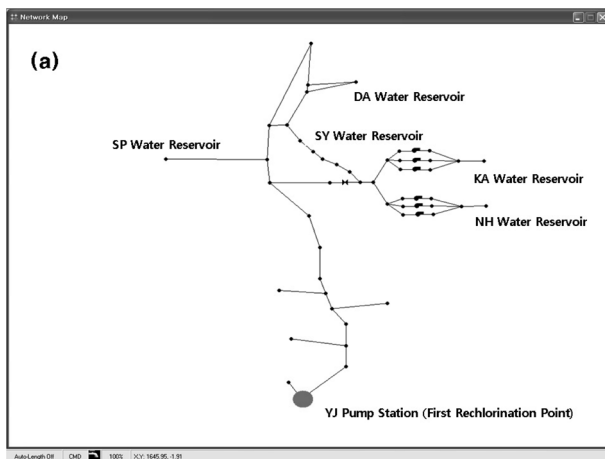 Network Map
(a)
DA Water Reservoir
SY Water Reservoir
SP Water Reservoir
KA Water Reservoir
NH Water Reservoir
YJ Pump Station (First Rechlorination Point)
Auto-Length Off CMD 100% X,Y: 1645.95, -1.91